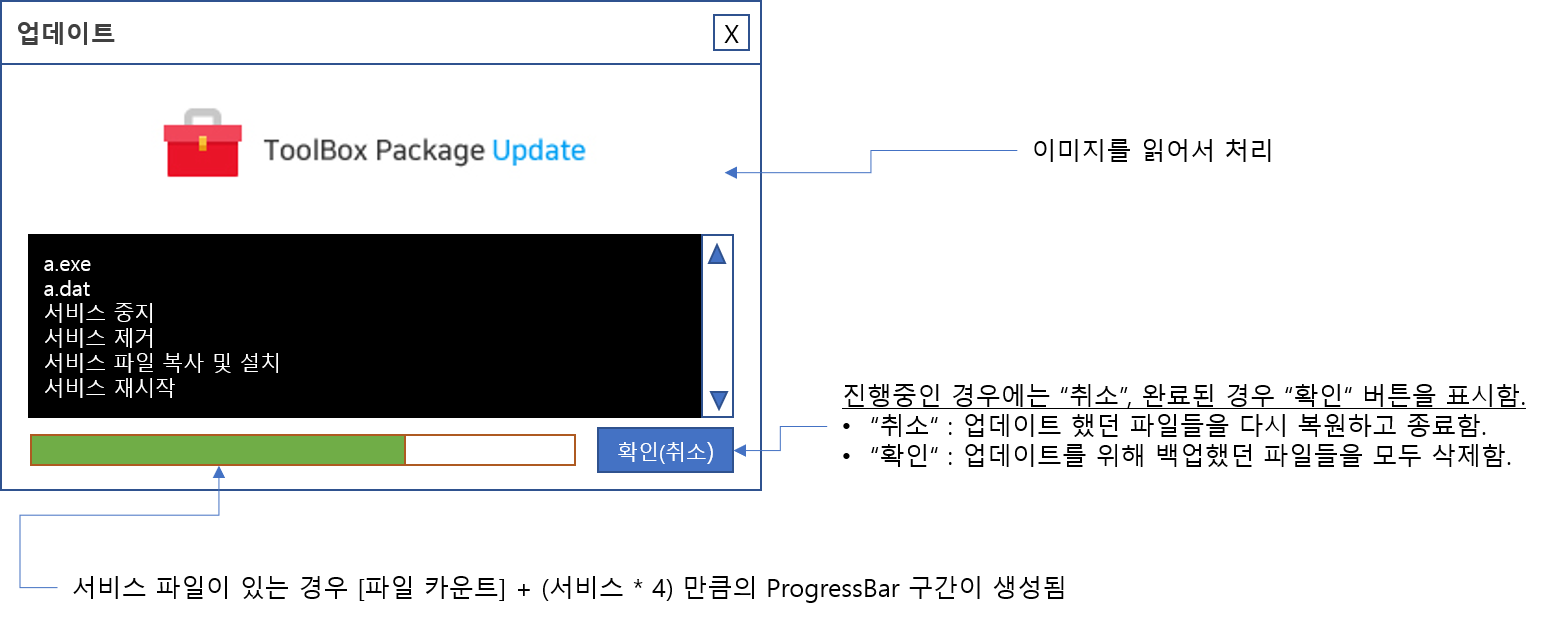 업데이트
X
ToolBox Package Update
이미지를 읽어서 처리
a.exe
a.dat
서비스 중지
서비스 제거
서비스 파일 복사 및 설치
서비스 재시작
진행중인 경우에는 “취소”, 완료된 경우 “확인“ 버튼을 표시함.
• “취소“ : 업데이트 했던 파일들을 다시 복원하고 종료함.
• “확인“ : 업데이트를 위해 백업했던 파일들을 모두 삭제함.
확인(취소)
서비스 파일이 있는 경우 [파일 카운트] + (서비스 * 4) 만큼의 ProgressBar 구간이 생성됨